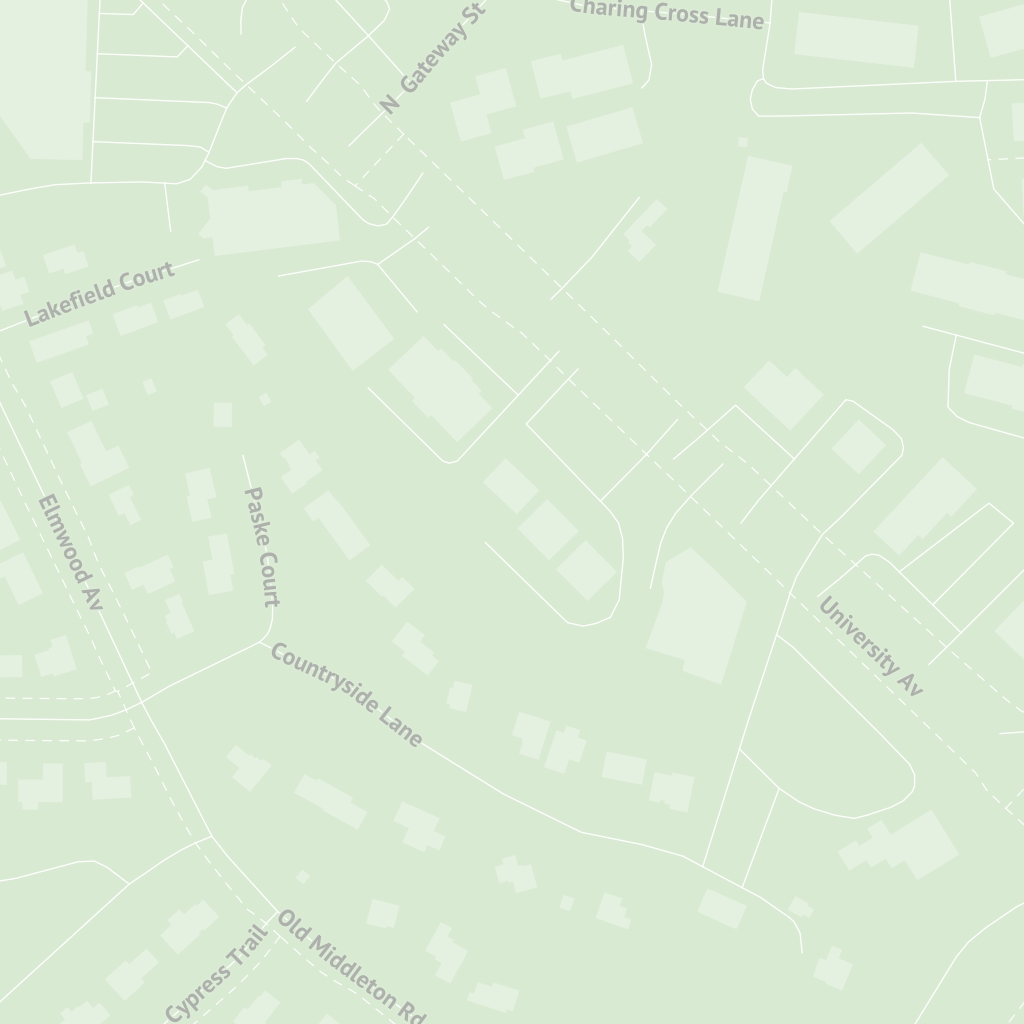 Charing Cross Lane
N Gateway St
Lakefield Court
Elmwood Av
Paske Court
Countryside Lane
University Av
Old Middleton Rd
Cypress Trail